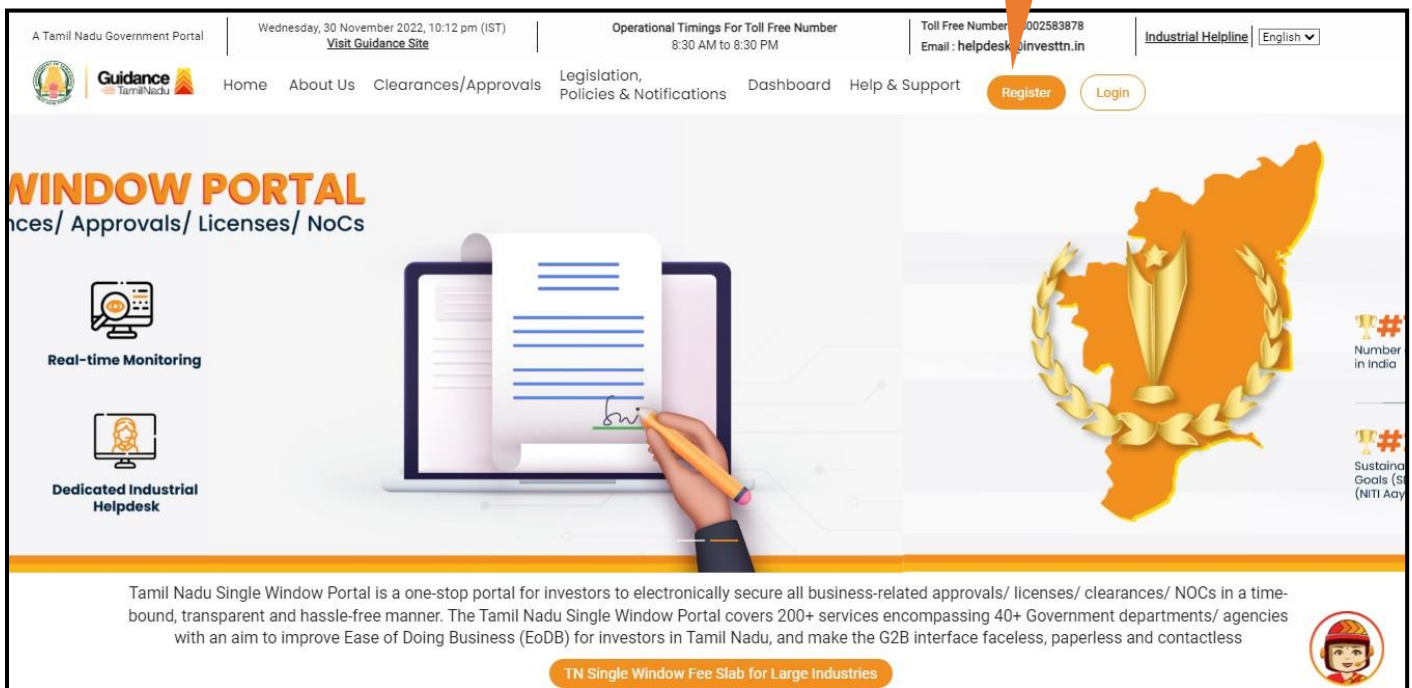 A Tamil Nadu Government Portal
Wednesday, 30 November 2022, 10:12 pm (IST)
Visit Guidance Site
Operational Timings For Toll Free Number
8:30 AM to 8:30 PM
Toll Free Number
Email : helpdesk@investtn.in
Industrial Helpline
English
Guidance
TamilNadu
Home
About Us
Clearances/Approvals
Legislation,
Policies & Notifications
Dashboard
Help & Support
Register
Login
WINDOW PORTAL
/ Approvals/ Licenses/ NoCs
Real-time Monitoring
Dedicated Industrial
Helpdesk
Number
in India
Goals
(NITI
Tamil Nadu Single Window Portal is a one-stop portal for investors to electronically secure all business-related approvals/ licenses/ clearances/ NOCs in a time-
bound, transparent and hassle-free manner. The Tamil Nadu Single Window Portal covers 200+ services encompassing 40+ Government departments/ agencies
with an aim to improve Ease of Doing Business (EoDB) for investors in Tamil Nadu, and make the G2B interface faceless, paperless and contactless
TN Single Window Fee Slab for Large Industries